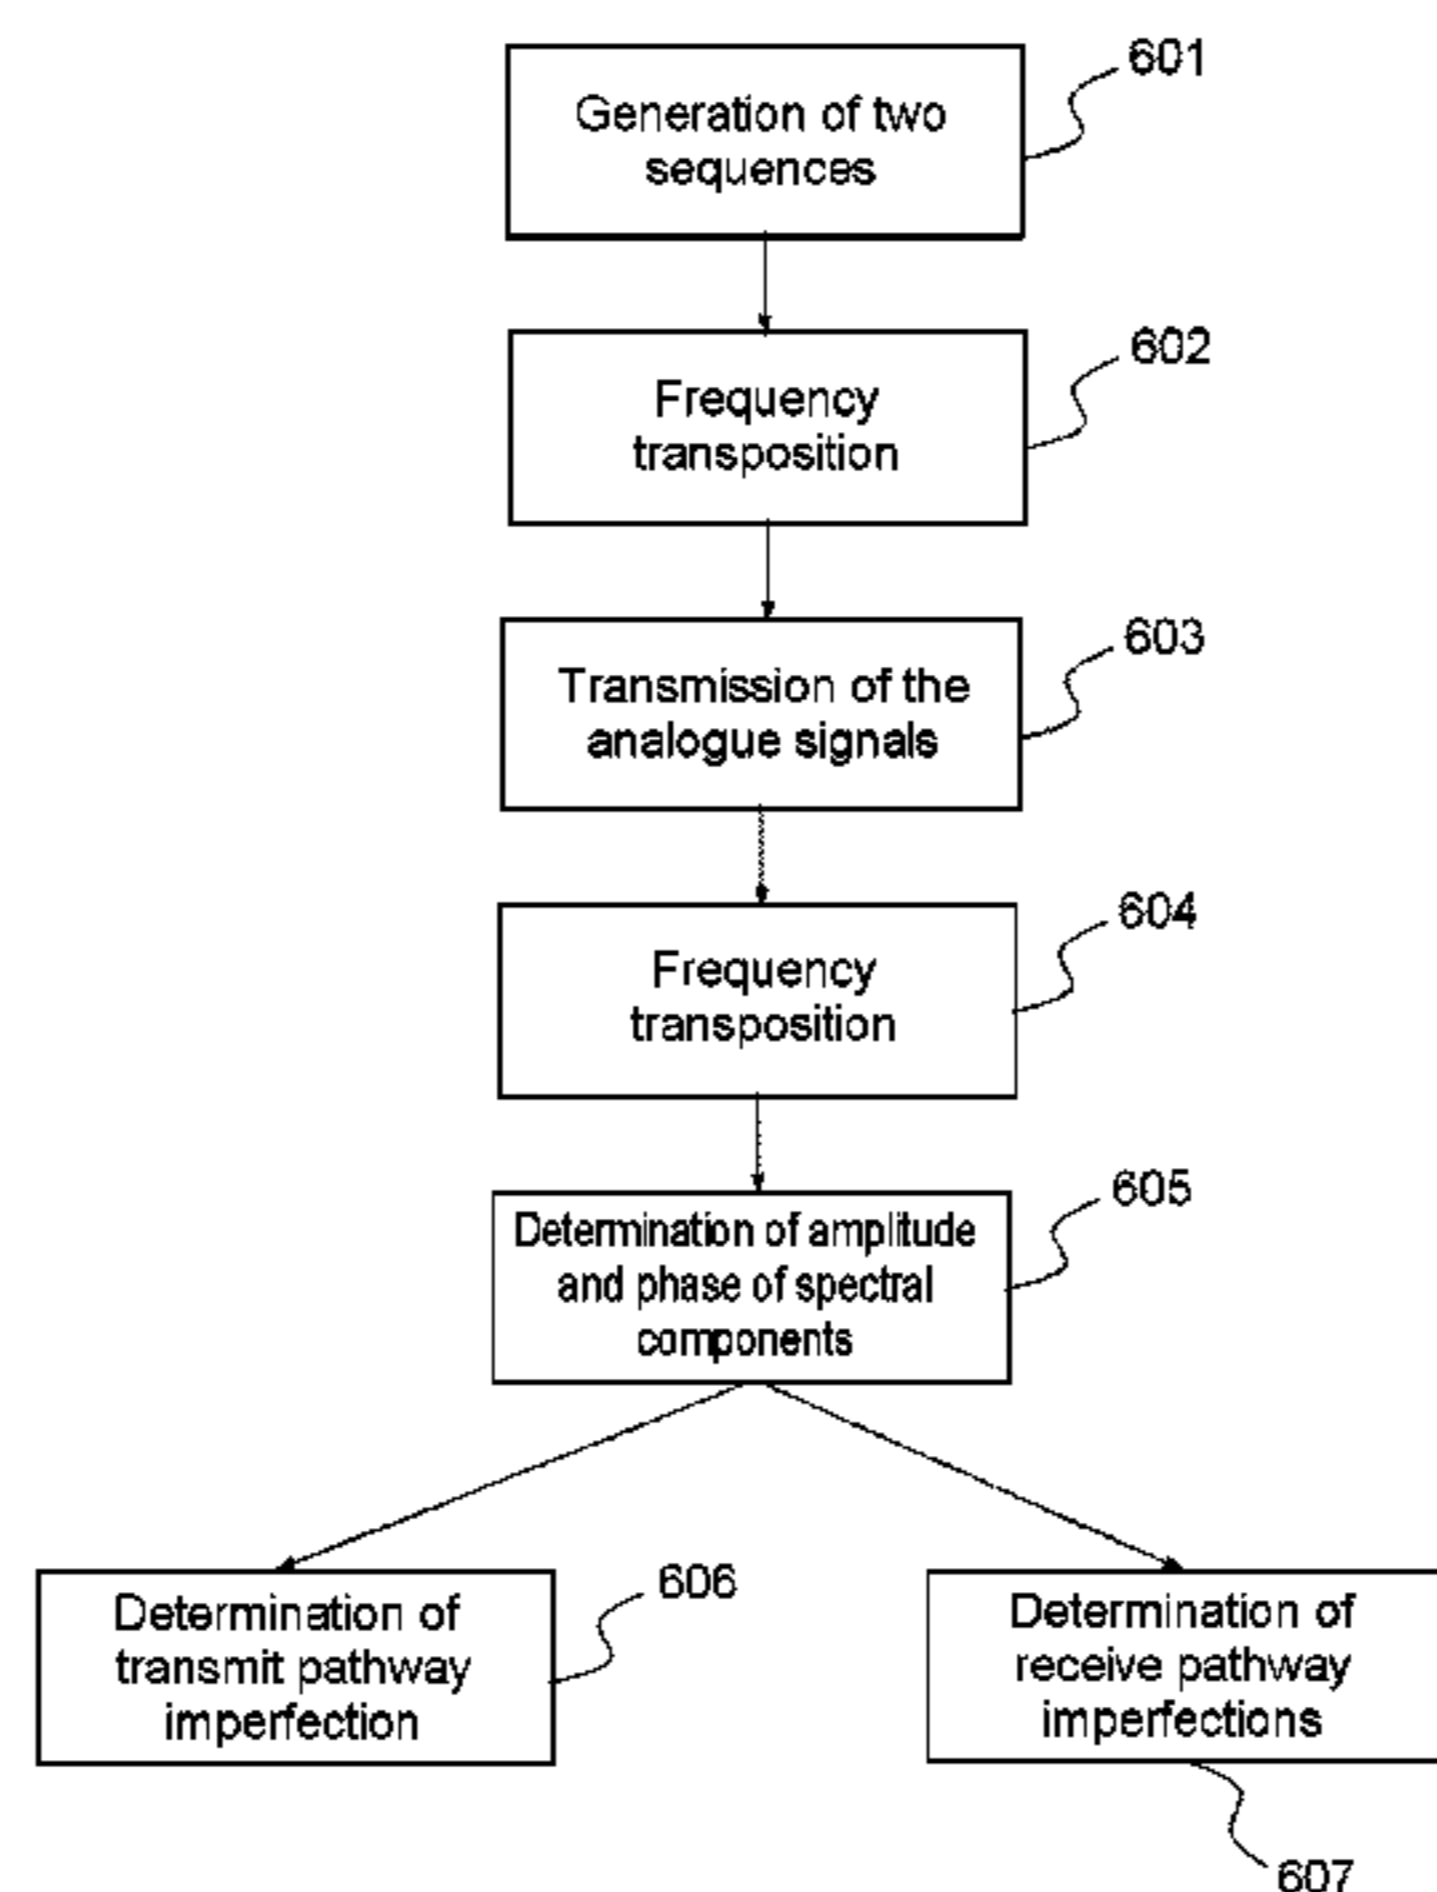 601
Generation of two
sequences
602
Frequency
transposition
603
Transmission of the
analogue signals
604
Frequency
transposition
605
Determination of amplitude
and phase of spectral
components
606
Determination of
transmit pathway
imperfection
Determination of
receive pathway
imperfections
607